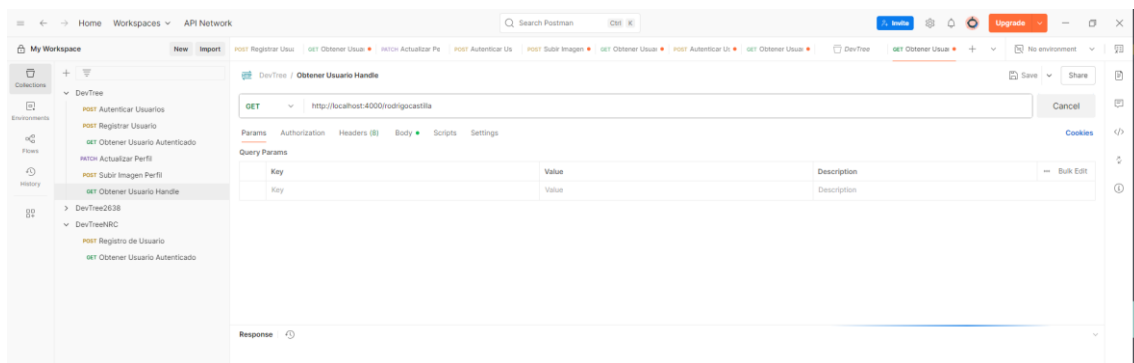 Home Workspaces API Network Search Postman Ctrl K Invite Upgrade
My Workspace New Import POST Registrar Usua GET Obtener Usuar PATCH Actualizar Pe POST Autenticar Us POST Subir Imagen GET Obtener Usuar POST Autenticar Us GET Obtener Usuar DevTree GET Obtener Usuar No environment
Collections
Environments
Flows
History
DevTree
POST Autenticar Usuarios
POST Registrar Usuario
GET Obtener Usuario Autenticado
PATCH Actualizar Perfil
POST Subir Imagen Perfil
GET Obtener Usuario Handle
DevTree2638
DevTreeNRC
POST Registro de Usuario
GET Obtener Usuario Autenticado
DevTree / Obtener Usuario Handle Save Share
GET http://localhost:4000/rodrigocastilla Cancel
Params Authorization Headers (8) Body Scripts Settings Cookies
Query Params
Key Value Description Bulk Edit
Key Value Description
Response